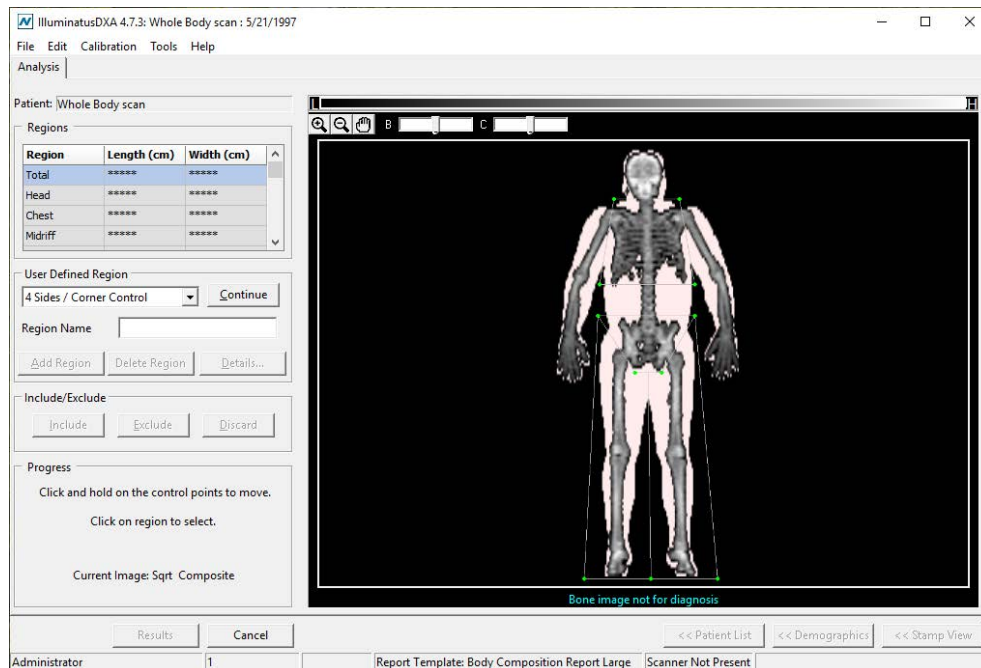 IlluminatusDXA 4.7.3: Whole Body scan : 5/21/1997
File Edit Calibration Tools Help
Analysis
Patient: Whole Body scan
Regions
Region Length (cm) Width (cm)
Total ***** *****
Head ***** *****
Chest ***** *****
Midriff ***** *****
User Defined Region
4 Sides / Corner Control Continue
Region Name
Add Region Delete Region Details...
Include/Exclude
Include Exclude Discard
Progress
Click and hold on the control points to move.
Click on region to select.
Current Image: Sqrt Composite
L H
B C
Bone image not for diagnosis
Results Cancel << Patient List << Demographics << Stamp View
Administrator 1 Report Template: Body Composition Report Large Scanner Not Present